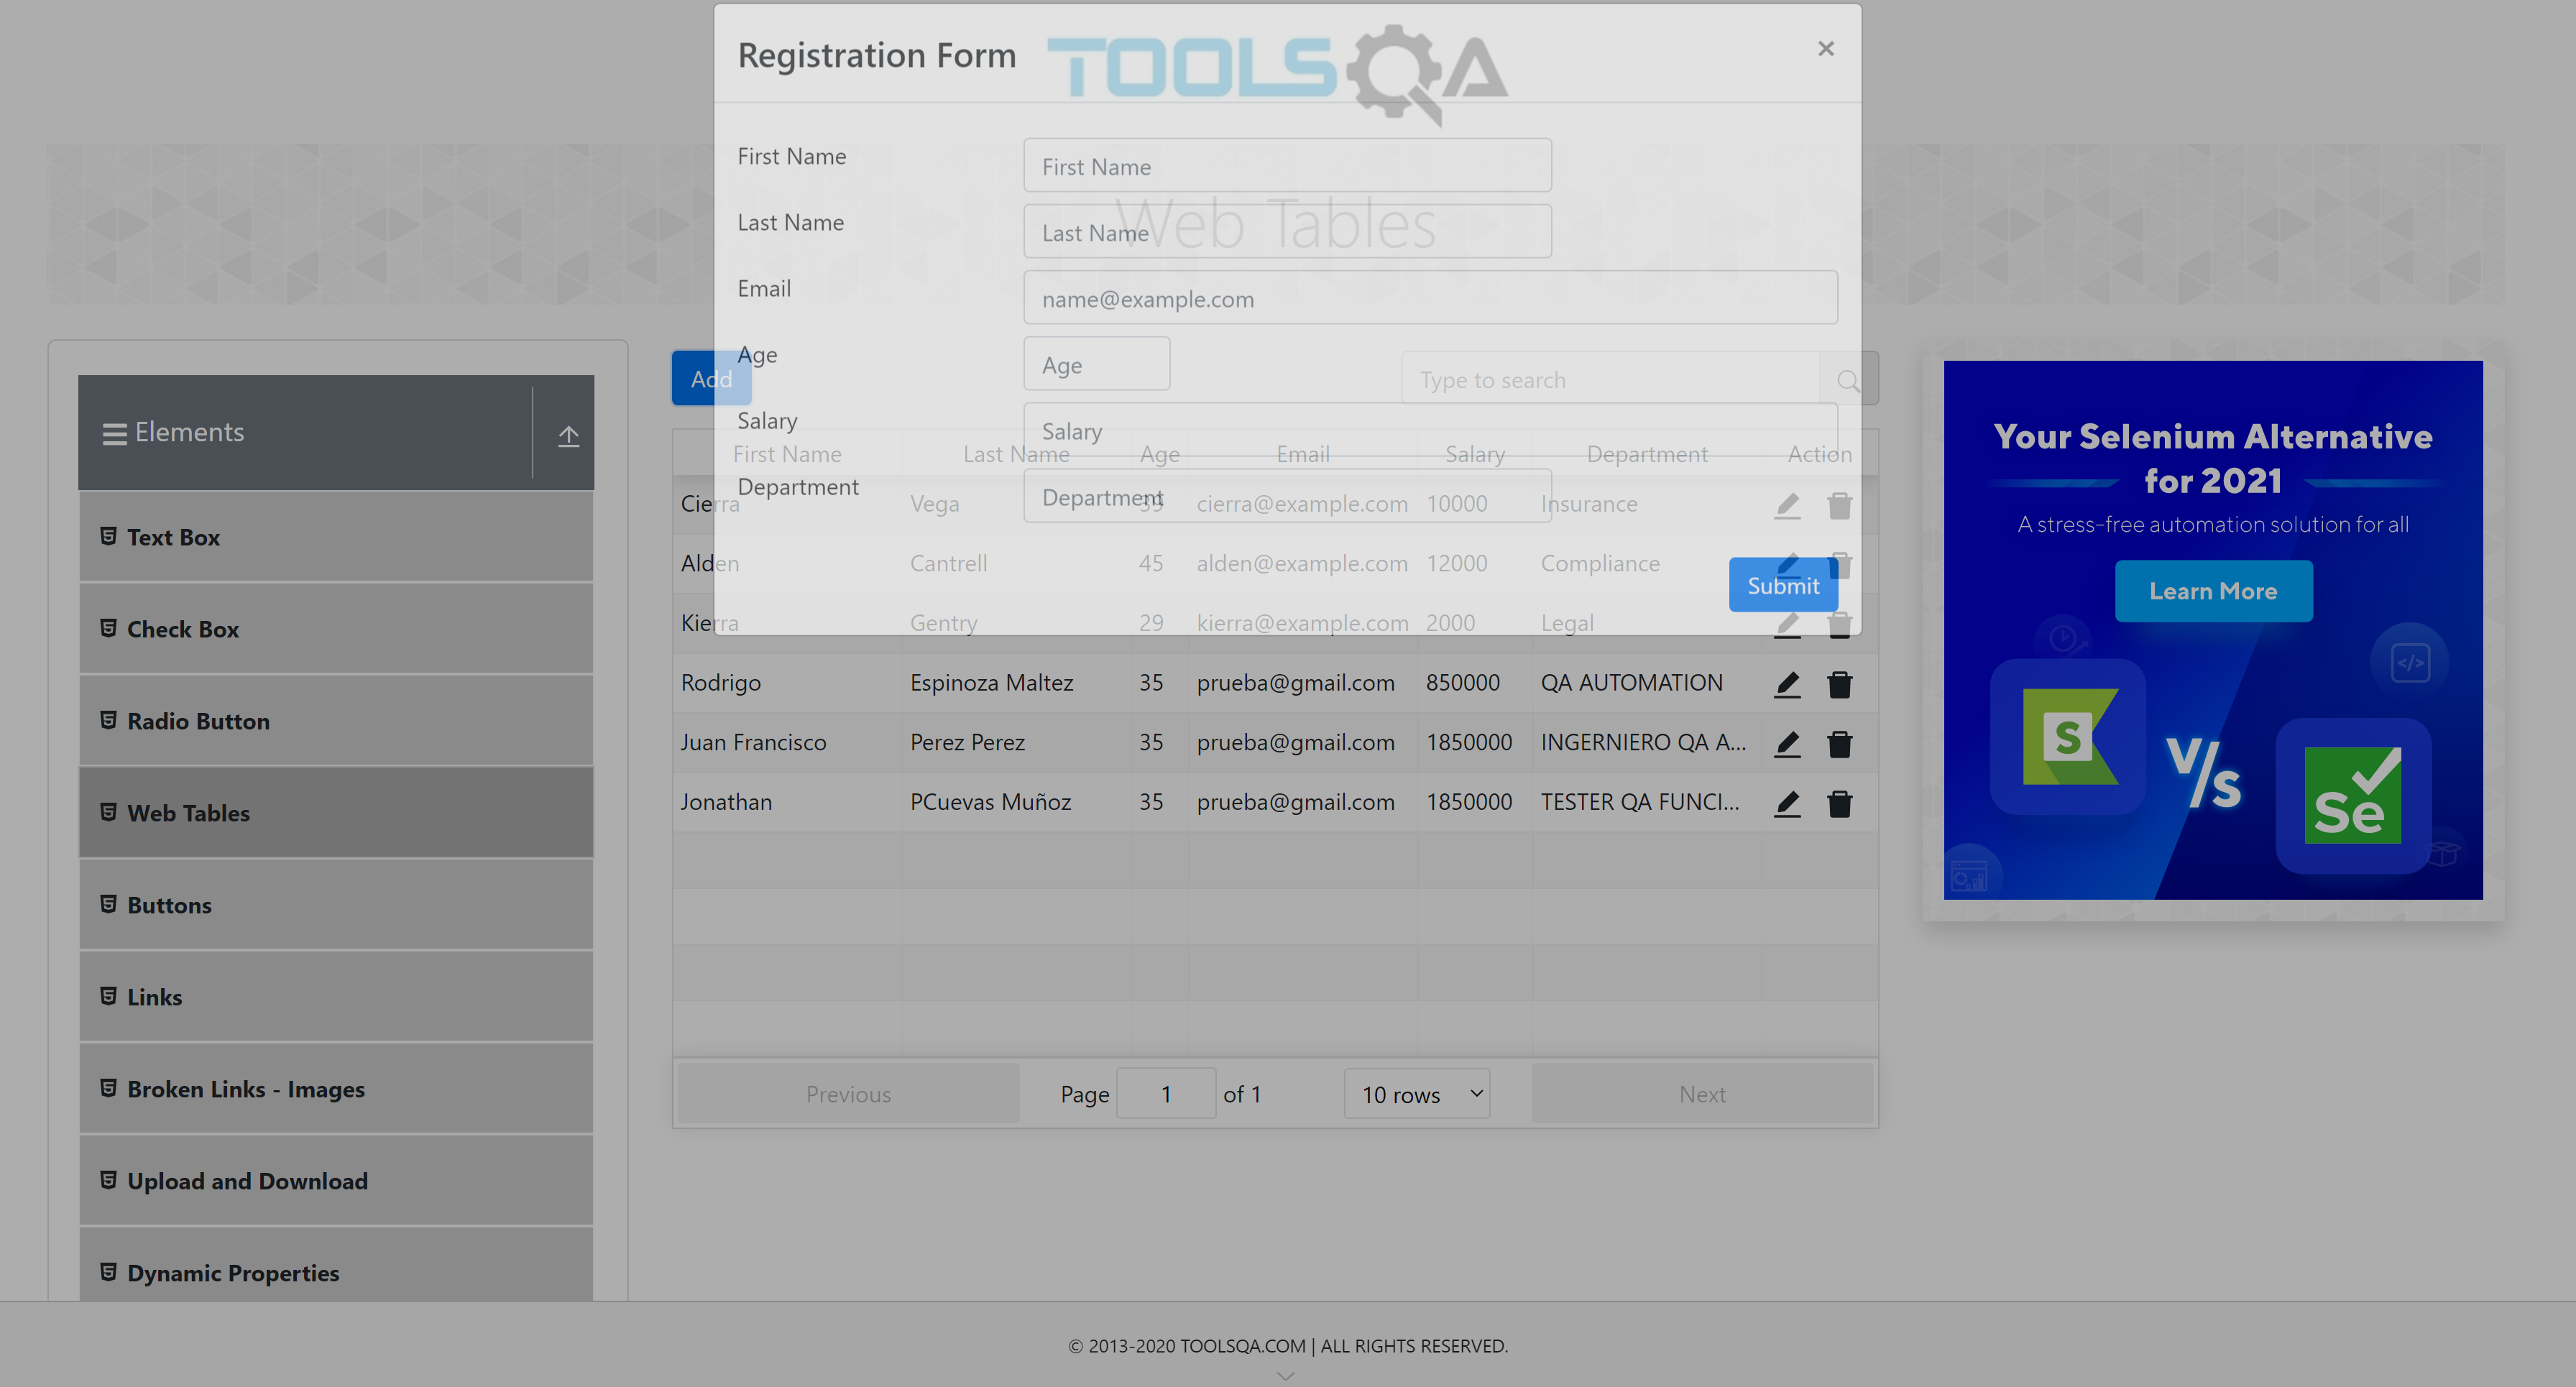 Registration Form
TOOLSQA
×
First Name
First Name
Last Name
Last Name
Web Tables
Email
name@example.com
Age
Age
Salary
Salary
Department
Department
Submit
Elements
Text Box
Check Box
Radio Button
Web Tables
Buttons
Links
Broken Links - Images
Upload and Download
Dynamic Properties
Add
Type to search
First Name Last Name Age Email Salary Department Action
Cierra Vega 39 cierra@example.com 10000 Insurance
Alden Cantrell 45 alden@example.com 12000 Compliance
Kierra Gentry 29 kierra@example.com 2000 Legal
Rodrigo Espinoza Maltez 35 prueba@gmail.com 850000 QA AUTOMATION
Juan Francisco Perez Perez 35 prueba@gmail.com 1850000 INGERNIERO QA A...
Jonathan PCuevas Muñoz 35 prueba@gmail.com 1850000 TESTER QA FUNCI...
Previous Page 1 of 1 10 rows Next
Your Selenium Alternative
for 2021
A stress-free automation solution for all
Learn More
</>
S
V/s
Se
© 2013-2020 TOOLSQA.COM | ALL RIGHTS RESERVED.